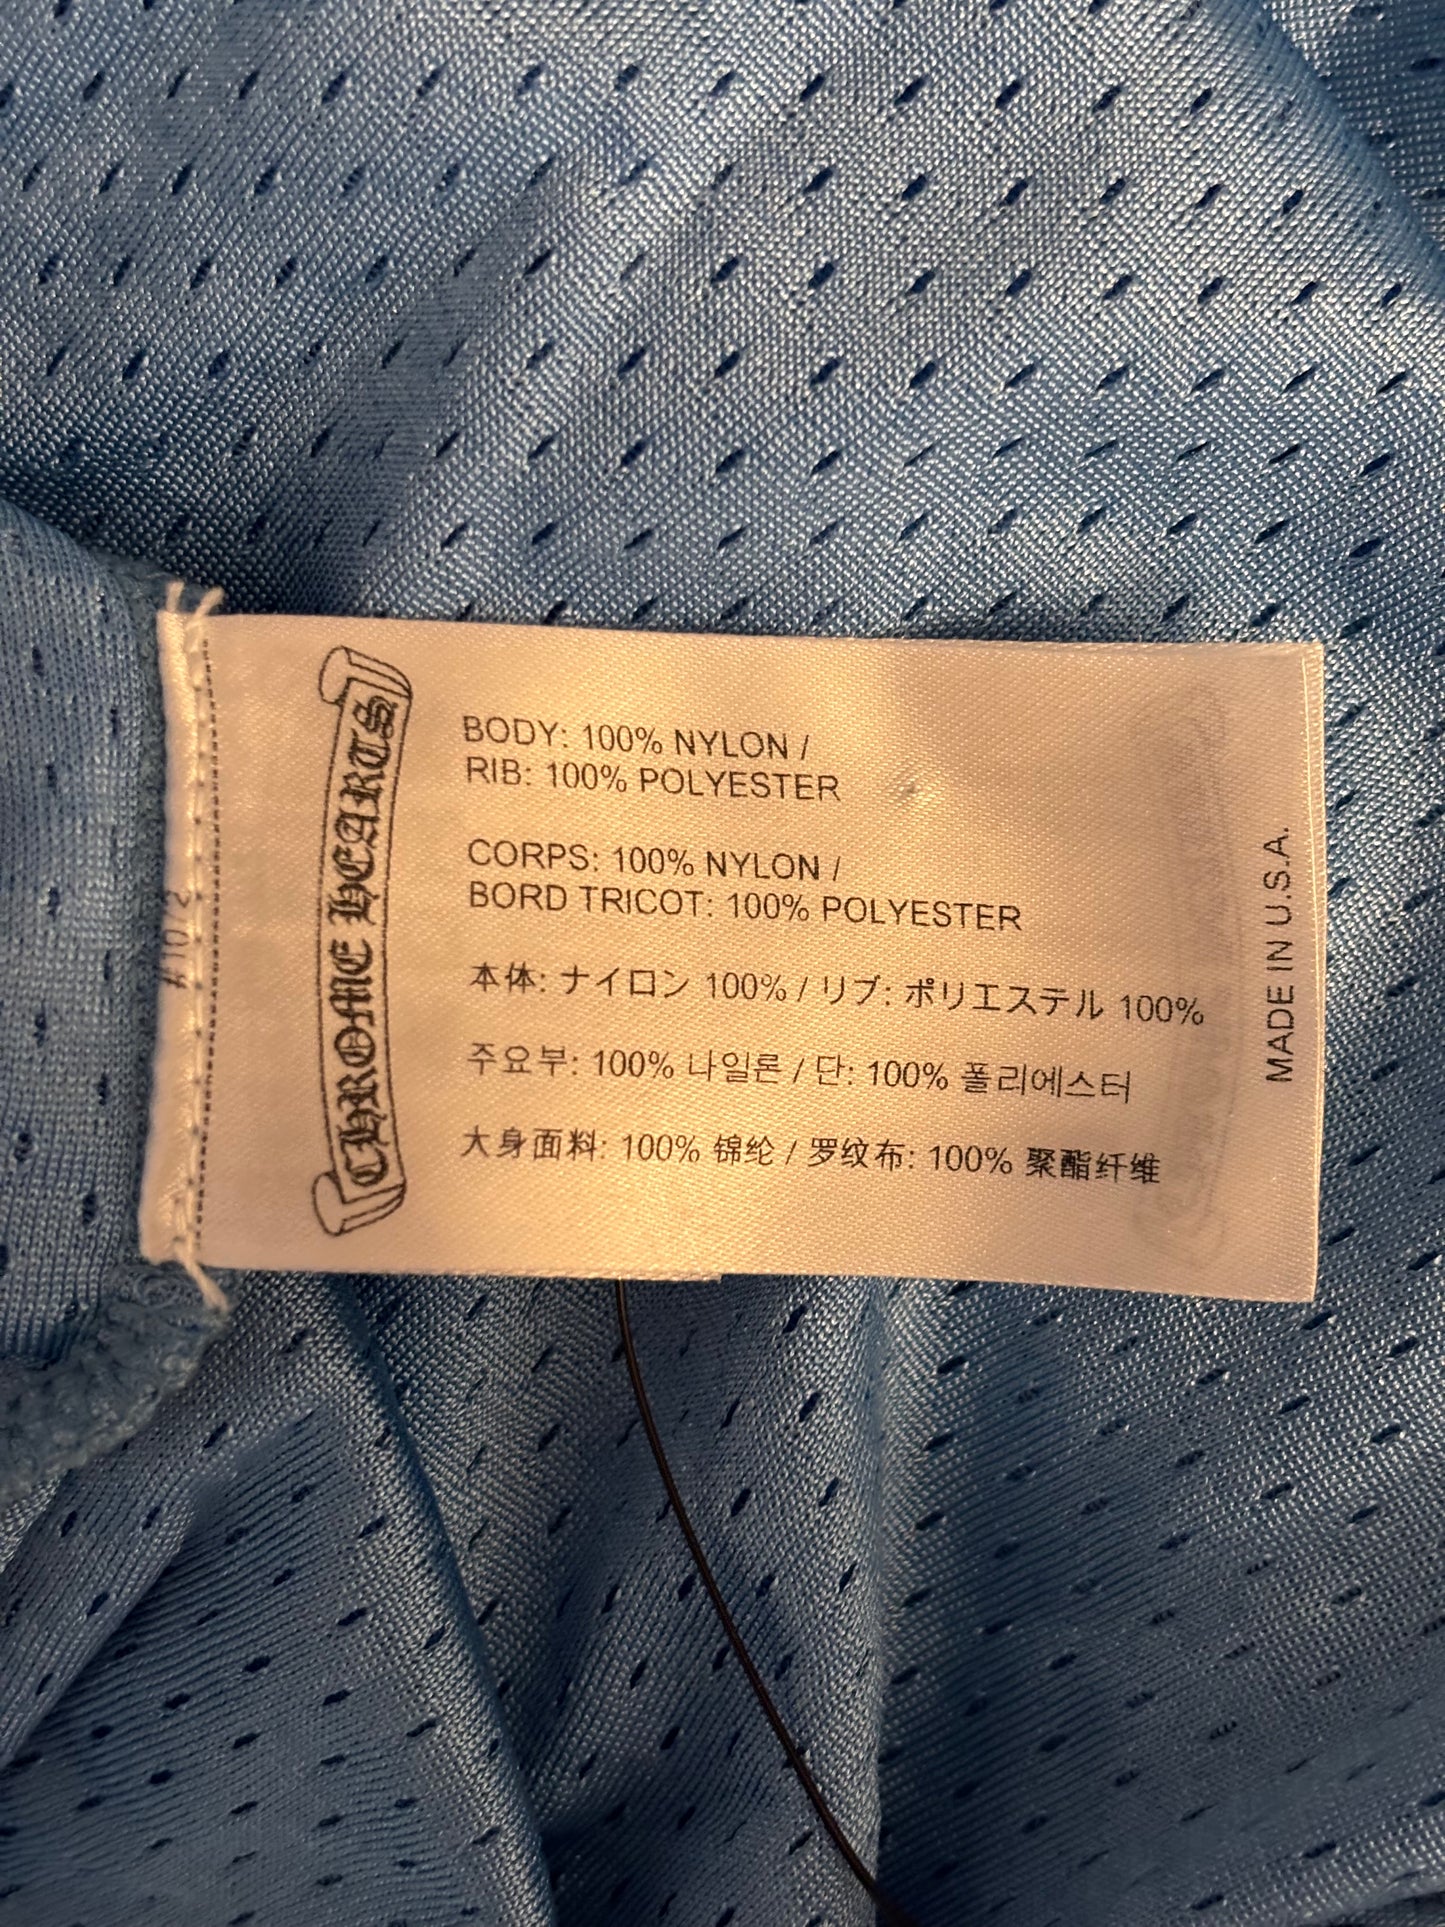 CHROME HEARTS
BODY: 100% NYLON /
RIB: 100% POLYESTER
CORPS: 100% NYLON /
BORD TRICOT: 100% POLYESTER
本体: ナイロン 100% / リブ: ポリエステル 100%
주요부: 100% 나일론 / 단: 100% 폴리에스터
大身面料: 100% 锦纶 / 罗纹布: 100% 聚酯纤维
MADE IN U.S.A.